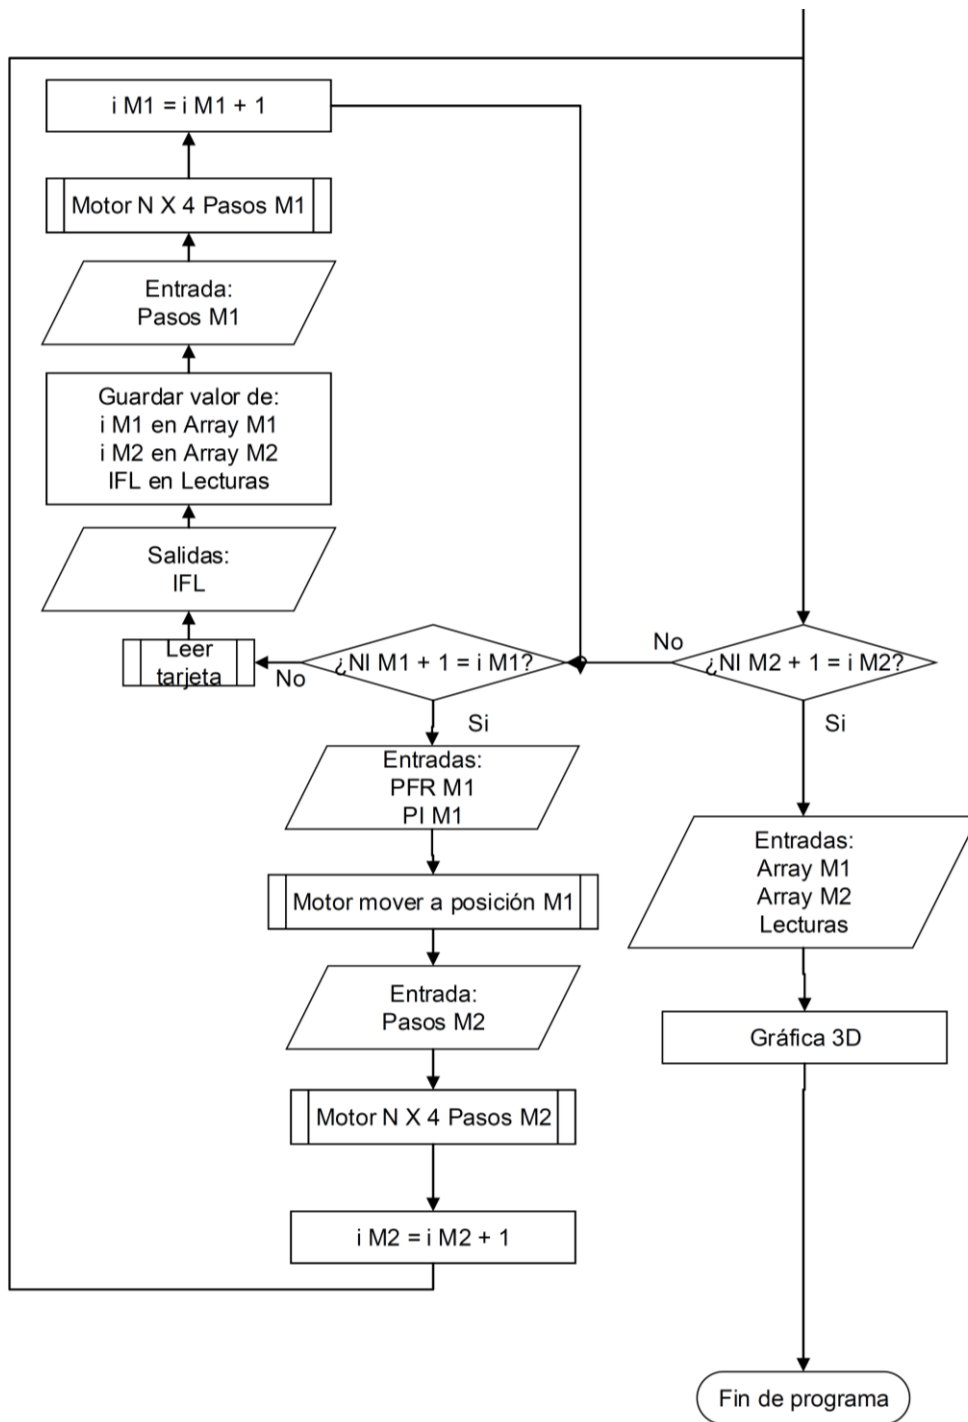 i M1 = i M1 + 1
Motor N X 4 Pasos M1
Entrada:
Pasos M1
Guardar valor de:
i M1 en Array M1
i M2 en Array M2
IFL en Lecturas
Salidas:
IFL
Leer
tarjeta
No
¿NI M1 + 1 = i M1?
No
¿NI M2 + 1 = i M2?
Si
Si
Entradas:
PFR M1
PI M1
Motor mover a posición M1
Entrada:
Pasos M2
Motor N X 4 Pasos M2
i M2 = i M2 + 1
Entradas:
Array M1
Array M2
Lecturas
Gráfica 3D
Fin de programa